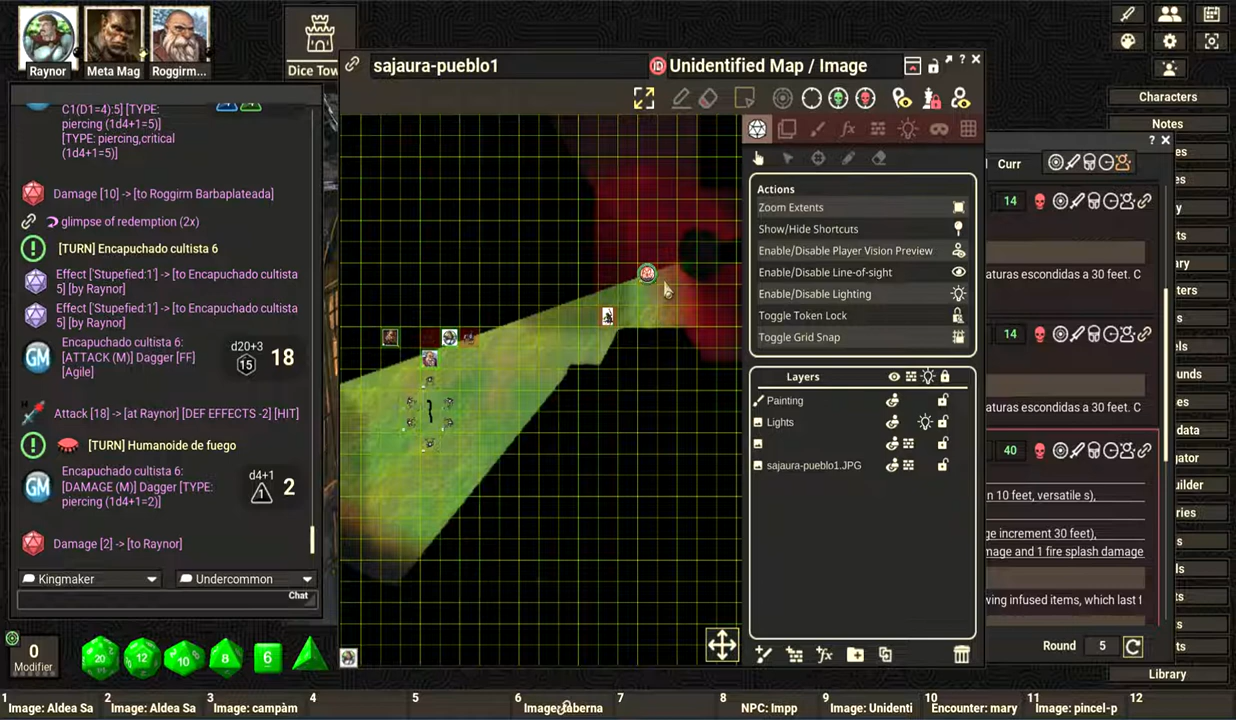 Raynor
Meta Mag
Roggirm...
Dice Tow
sajaura-pueblo1
ID
Unidentified Map / Image
?
C1(D1=4):5] [TYPE:
piercing (1d4+1=5)]
[TYPE: piercing,critical
(1d4+1=5)]
Damage [10] -> [to Roggirm Barbaplateada]
glimpse of redemption (2x)
[TURN] Encapuchado cultista 6
Effect ['Stupefied:1'] -> [to Encapuchado cultista
5] [by Raynor]
Effect ['Stupefied:1'] -> [to Encapuchado cultista
5] [by Raynor]
GM
Encapuchado cultista 6:
[ATTACK (M)] Dagger [FF]
[Agile]
d20+3
15
18
Attack [18] -> [at Raynor] [DEF EFFECTS -2] [HIT]
[TURN] Humanoide de fuego
GM
Encapuchado cultista 6:
[DAMAGE (M)] Dagger [TYPE:
piercing (1d4+1=2)]
d4+1
1
2
Damage [2] -> [to Raynor]
Kingmaker
Undercommon
Chat
0
Modifier
20
12
10
8
6
Actions
Zoom Extents
Show/Hide Shortcuts
Enable/Disable Player Vision Preview
Enable/Disable Line-of-sight
Enable/Disable Lighting
Toggle Token Lock
Toggle Grid Snap
Layers
Painting
Lights
sajaura-pueblo1.JPG
?
Curr
14
aturas escondidas a 30 feet. C
14
aturas escondidas a 30 feet. C
40
n 10 feet, versatile s),
ge increment 30 feet)
mage and 1 fire splash damage
wing infused items, which last
Round
5
Characters
Notes
Library
1
Image: Aldea Sa
2
Image: Aldea Sa
3
Image: campàm
4
5
6
7
8
NPC: Impp
9
Image: Unidenti
10
Encounter: mary
11
Image: pincel-p
12